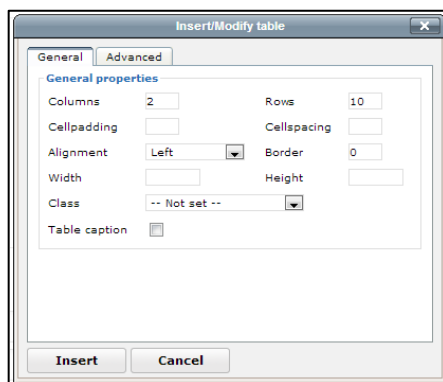 Insert/Modify table
General Advanced
General properties
Columns 2 Rows 10
Cellpadding Cellspacing
Alignment Left Border 0
Width Height
Class -- Not set --
Table caption
Insert Cancel